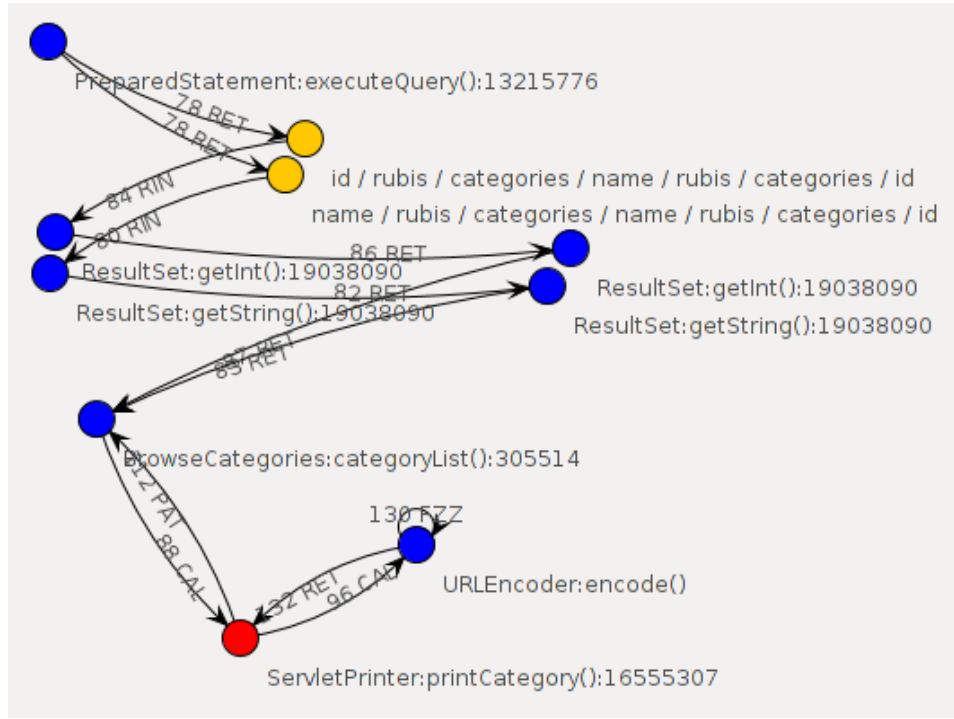 PreparedStatement:executeQuery():13215776
78 RET
78 RET
id / rubis / categories / name / rubis / categories / id
84 RIN
name / rubis / categories / name / rubis / categories / id
80 RIN
86 RET
ResultSet:getInt():19038090
ResultSet:getInt():19038090
82 RET
ResultSet:getString():19038090
ResultSet:getString():19038090
87 RET
83 RET
BrowseCategories:categoryList():305514
PAT
88 CAL
130 FZZ
URLEncoder:encode()
132 RET
96 CAL
ServletPrinter:printCategory():16555307